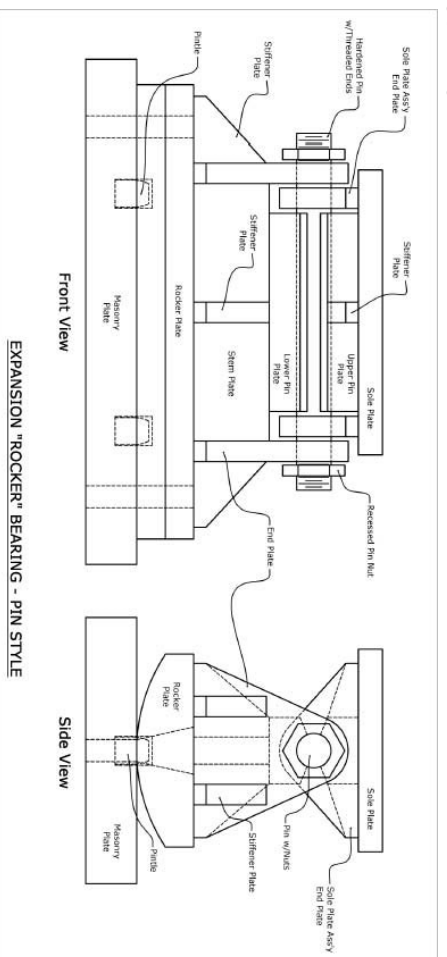 Sole Plate Ass'y
End Plate
Hardened Pin
w/Threaded Ends
Stiffener
Plate
Pintle
Stiffener
Plate
Sole Plate
Upper Pin
Plate
Lower Pin
Plate
Stiffener
Plate
Stem Plate
Rocker Plate
Masonry
Plate
Recessed Pin Nut
End Plate
Front View
Sole Plate
Sole Plate Ass'y
End Plate
Pin w/Nuts
Stiffener Plate
Rocker
Plate
Pintle
Masonry
Plate
Side View
EXPANSION "ROCKER" BEARING - PIN STYLE